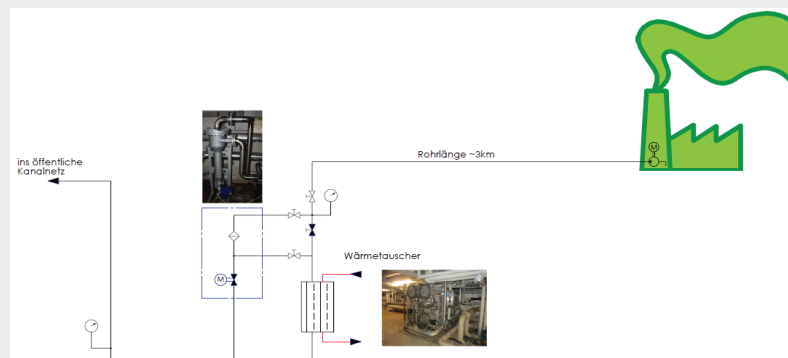 ins öffentliche
Kanalnetz
Rohrlänge ~3km
M
Wärmetauscher
M